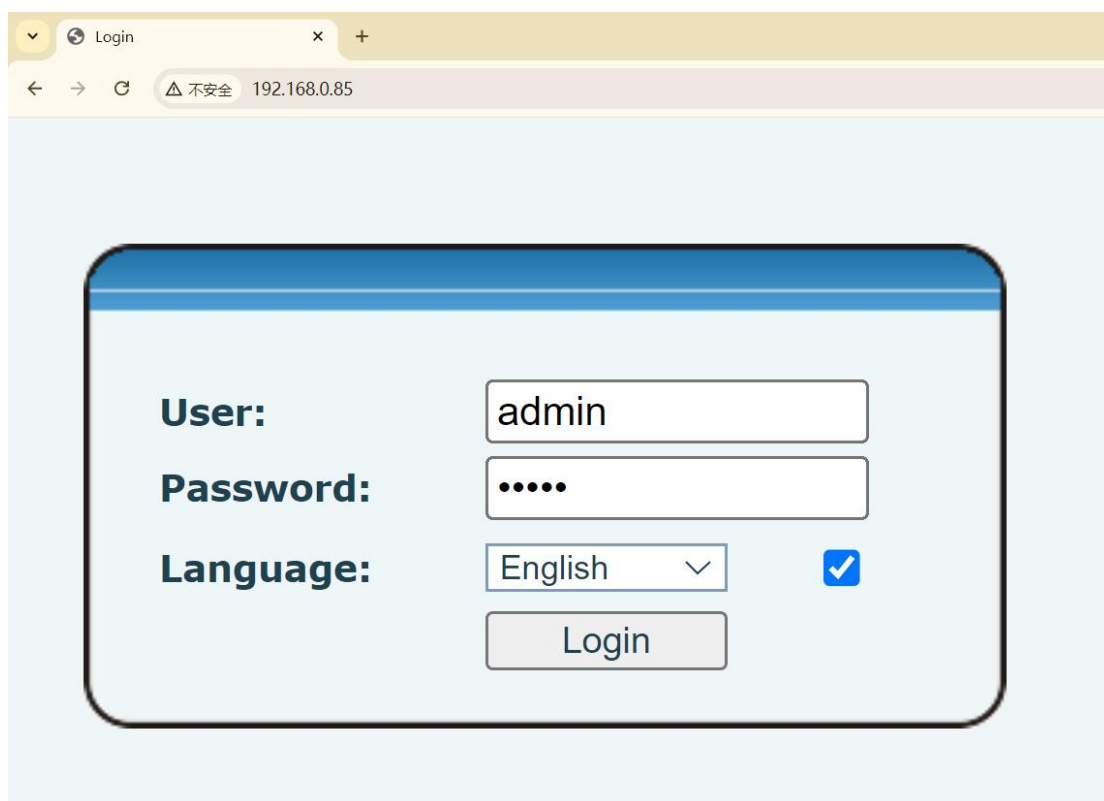 Login
不安全 192.168.0.85
User: admin
Password: •••••
Language: English
Login